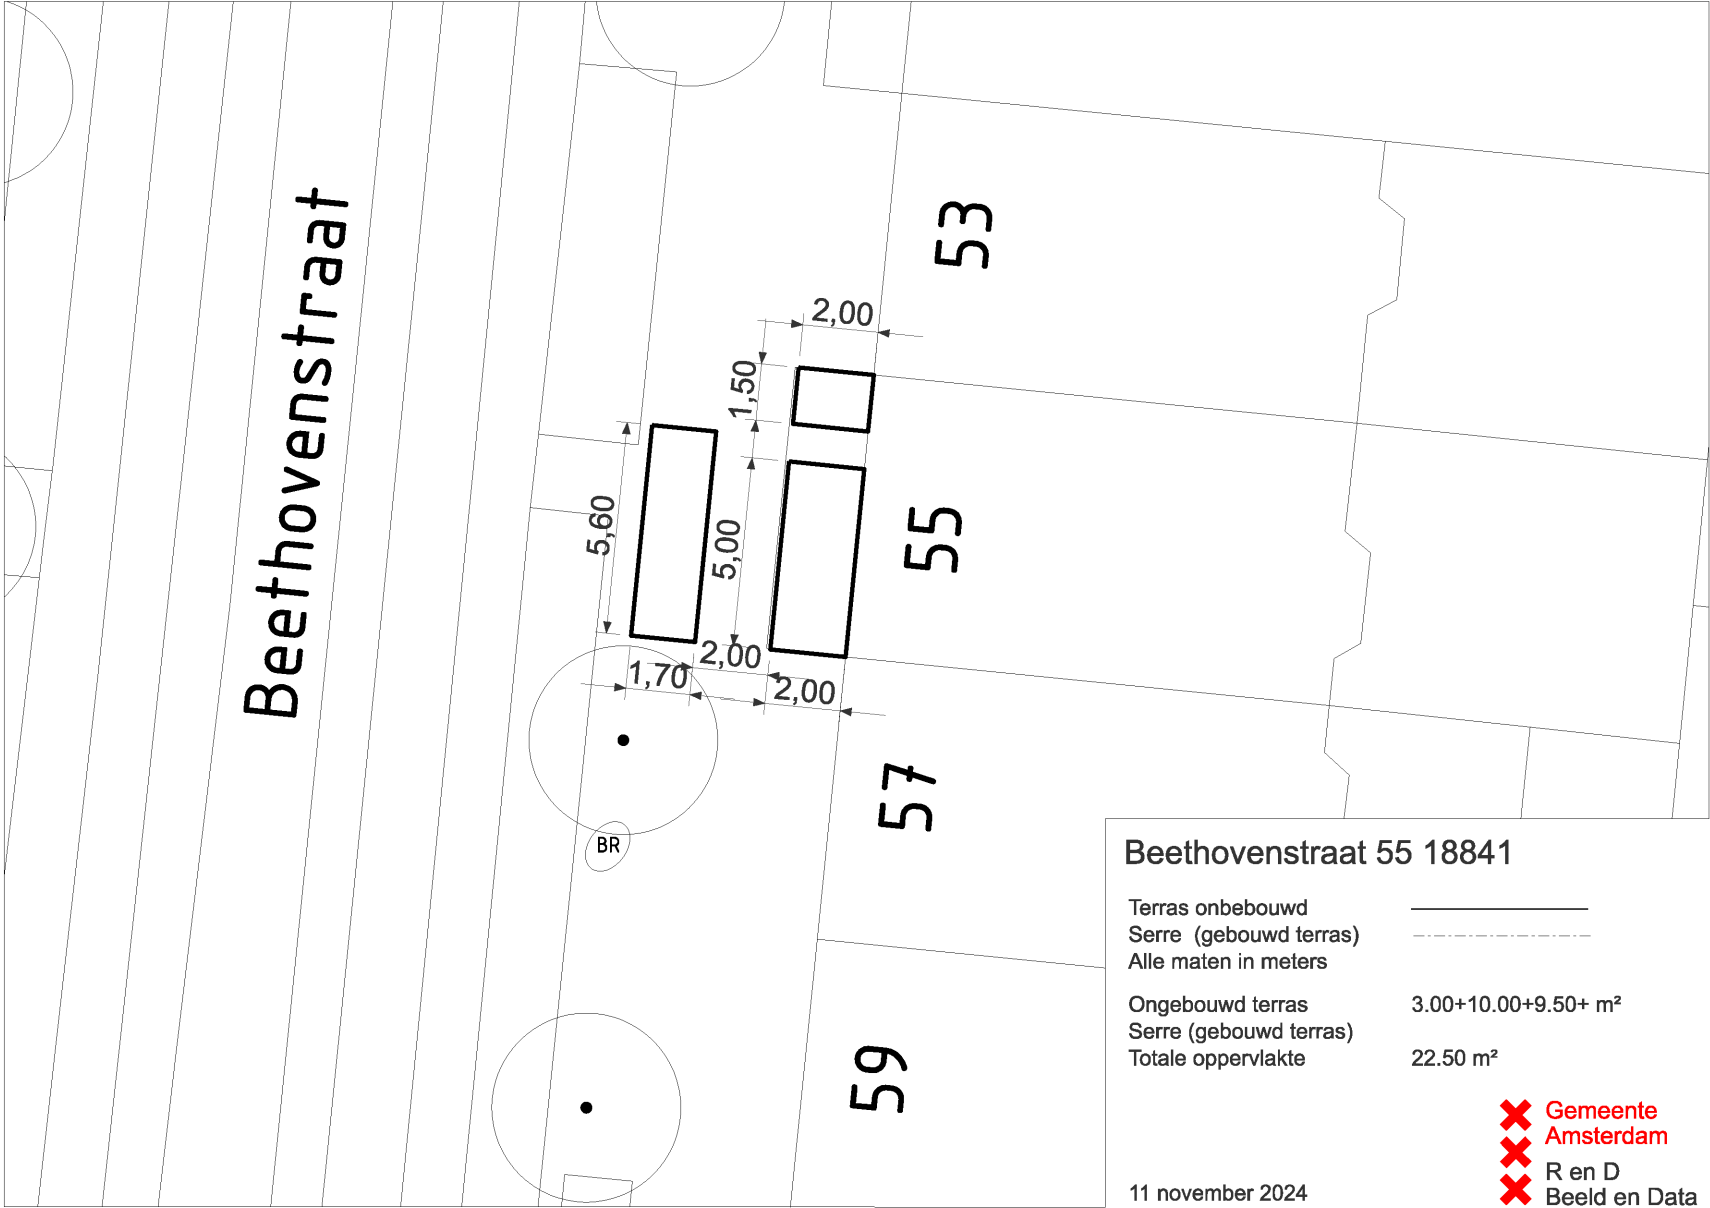 Beethovenstraat
53
2,00
1,50
5,60
5,00
55
2,00
1,70
2,00
57
BR
59
Beethovenstraat 55 18841
Terras onbebouwd
Serre (gebouwd terras)
Alle maten in meters
Ongebouwd terras 3.00+10.00+9.50+ m²
Serre (gebouwd terras)
Totale oppervlakte 22.50 m²
Gemeente
Amsterdam
R en D
Beeld en Data
11 november 2024